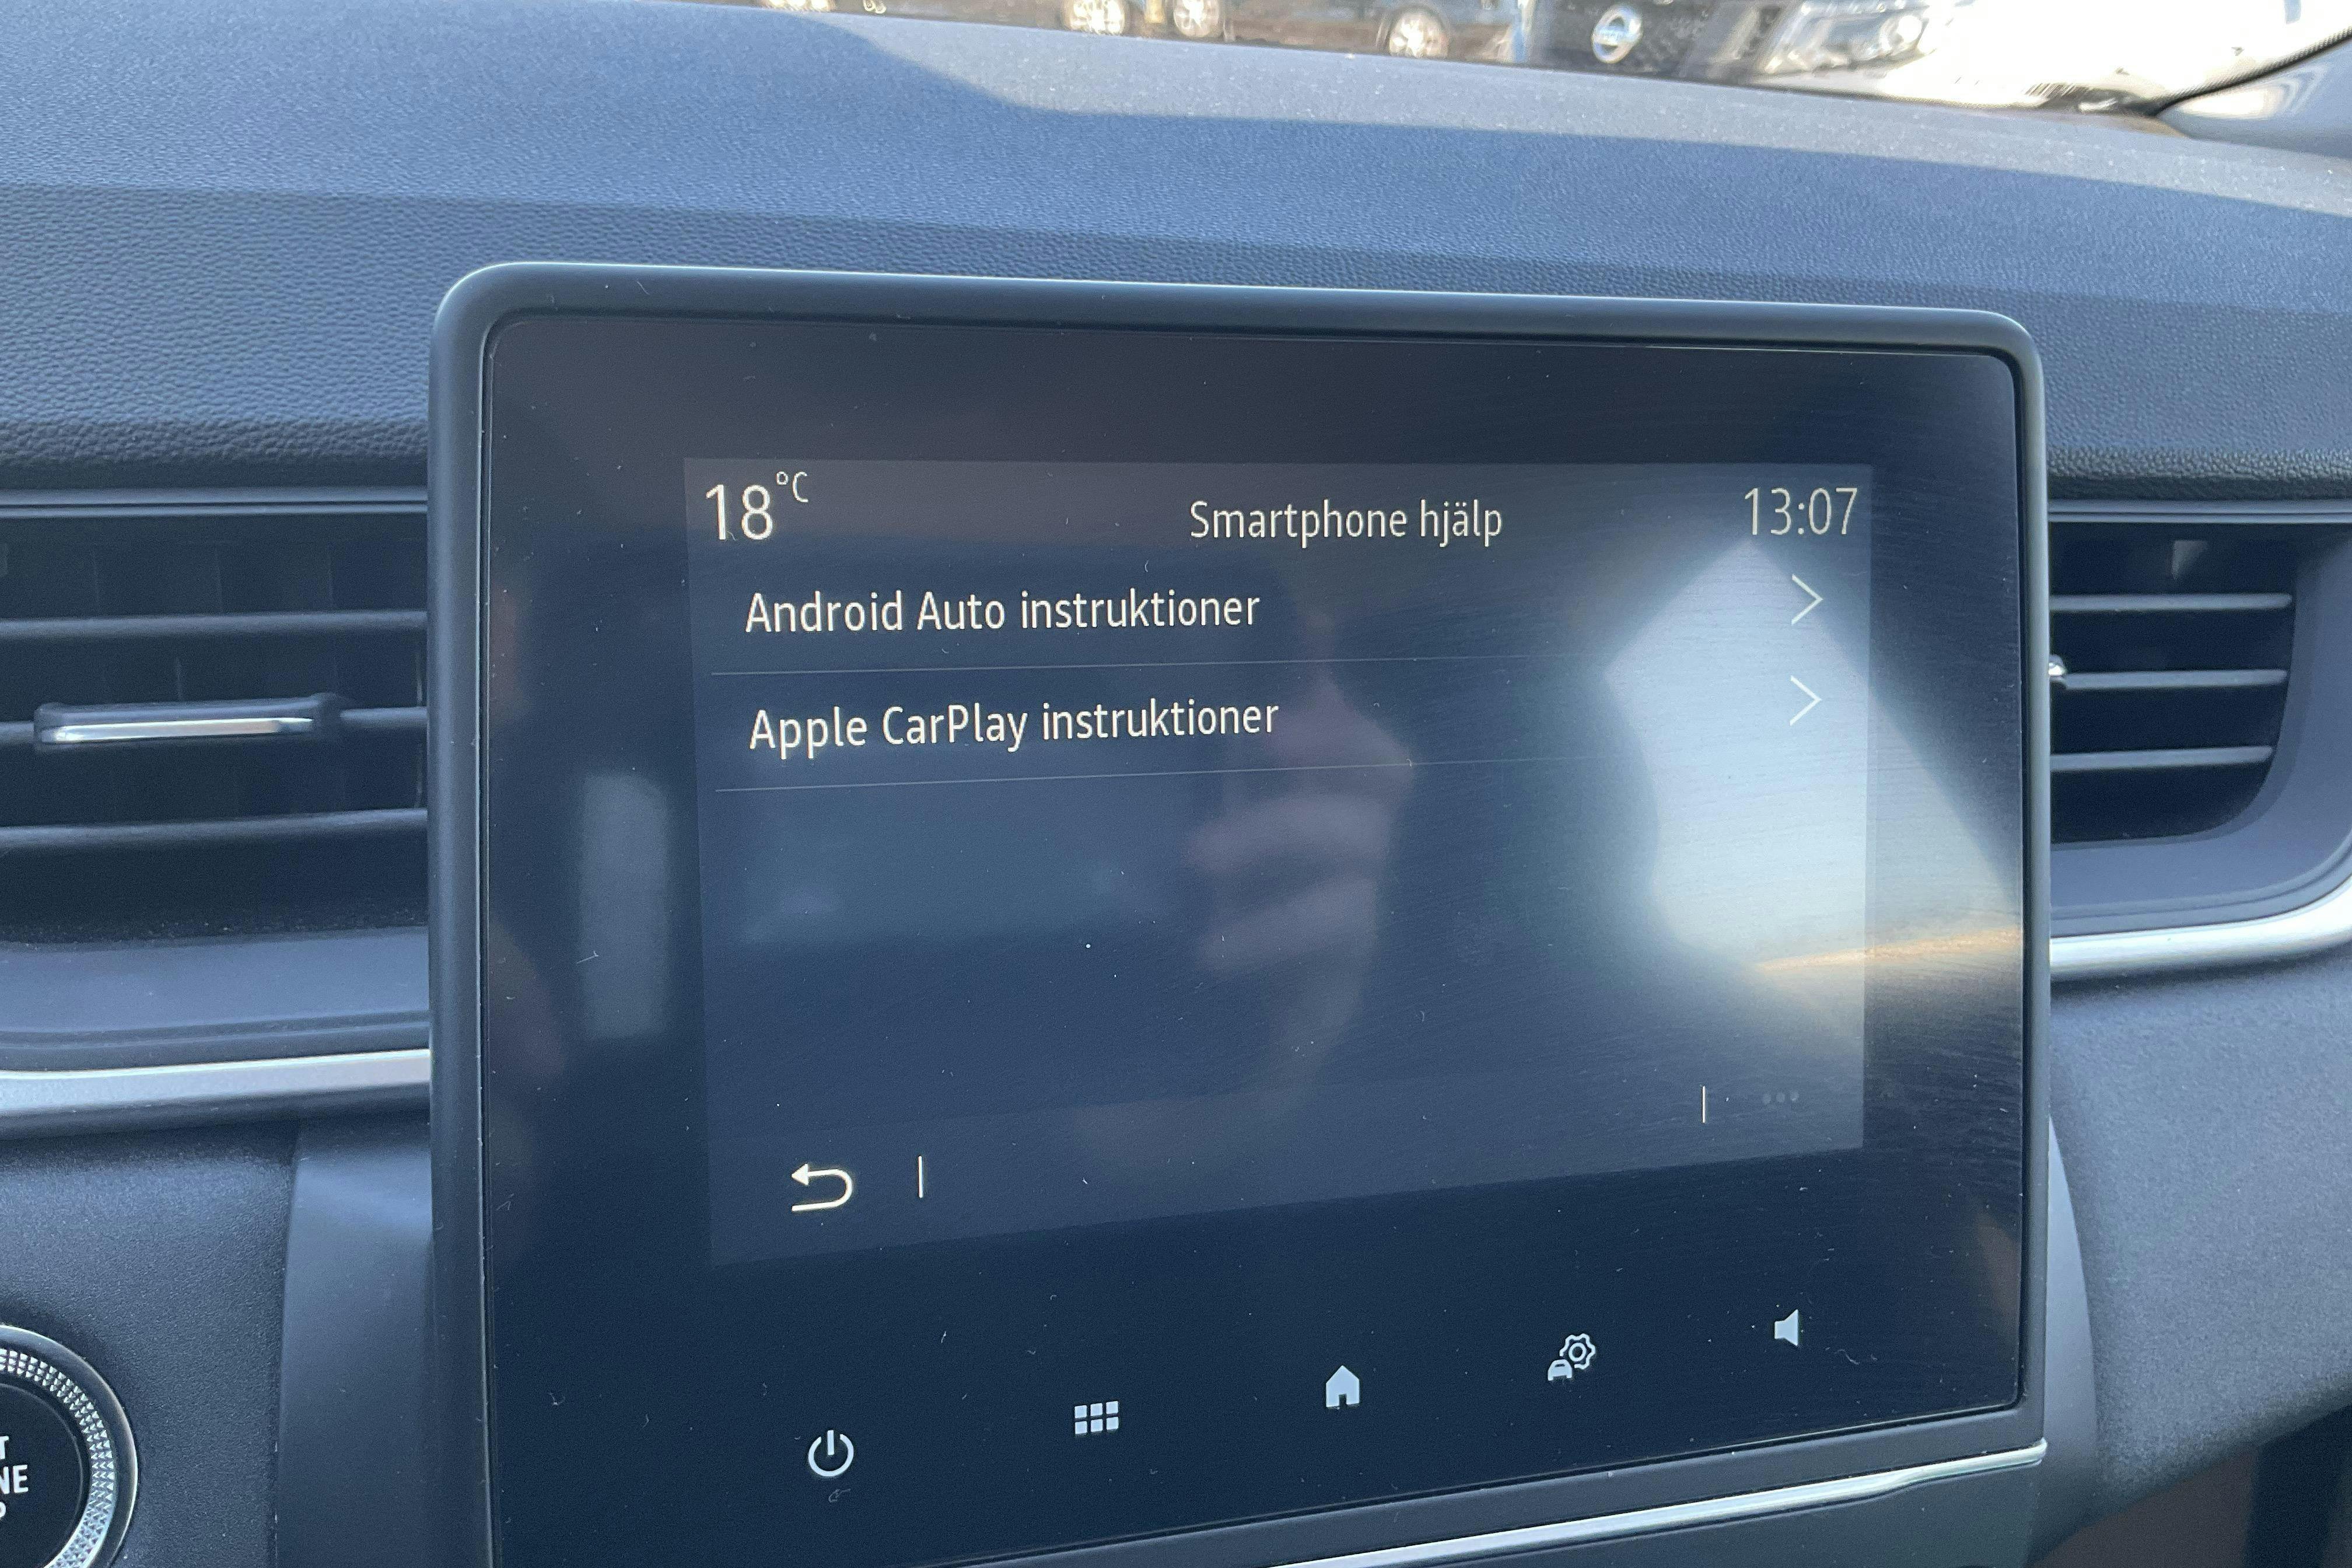 18°C
Smartphone hjälp
13:07
Android Auto instruktioner
Apple CarPlay instruktioner